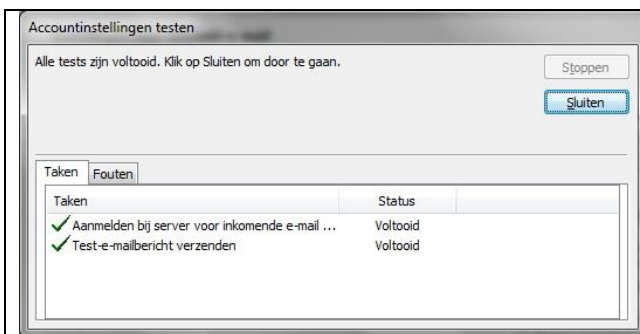 Accountinstellingen testen
Alle tests zijn voltooid. Klik op Sluiten om door te gaan.
Stoppen
Sluiten
Taken Fouten
Taken Status
Aanmelden bij server voor inkomende e-mail ... Voltooid
Test-e-mailbericht verzenden Voltooid